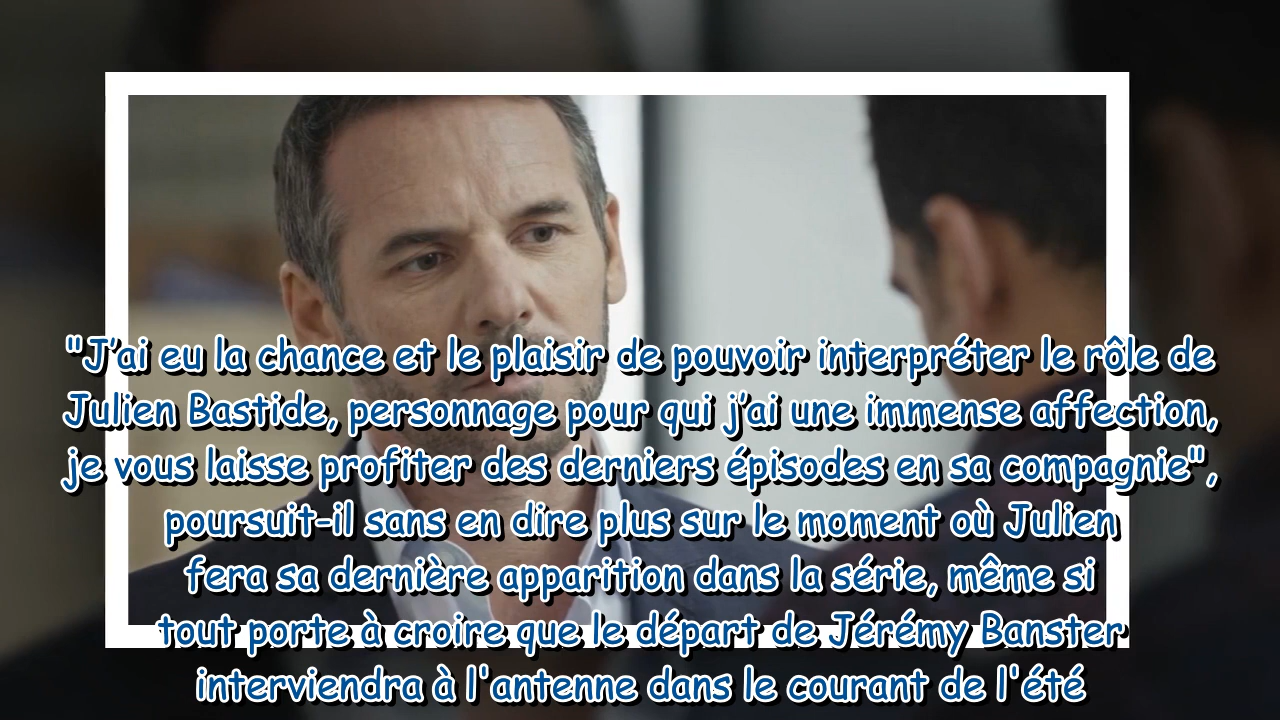 "J'ai eu la chance et le plaisir de pouvoir interpréter le rôle de
Julien Bastide, personnage pour qui j'ai une immense affection,
je vous laisse profiter des derniers épisodes en sa compagnie",
poursuit-il sans en dire plus sur le moment où Julien
fera sa dernière apparition dans la série, même si
tout porte à croire que le départ de Jérémy Banster
interviendra à l'antenne dans le courant de l'été